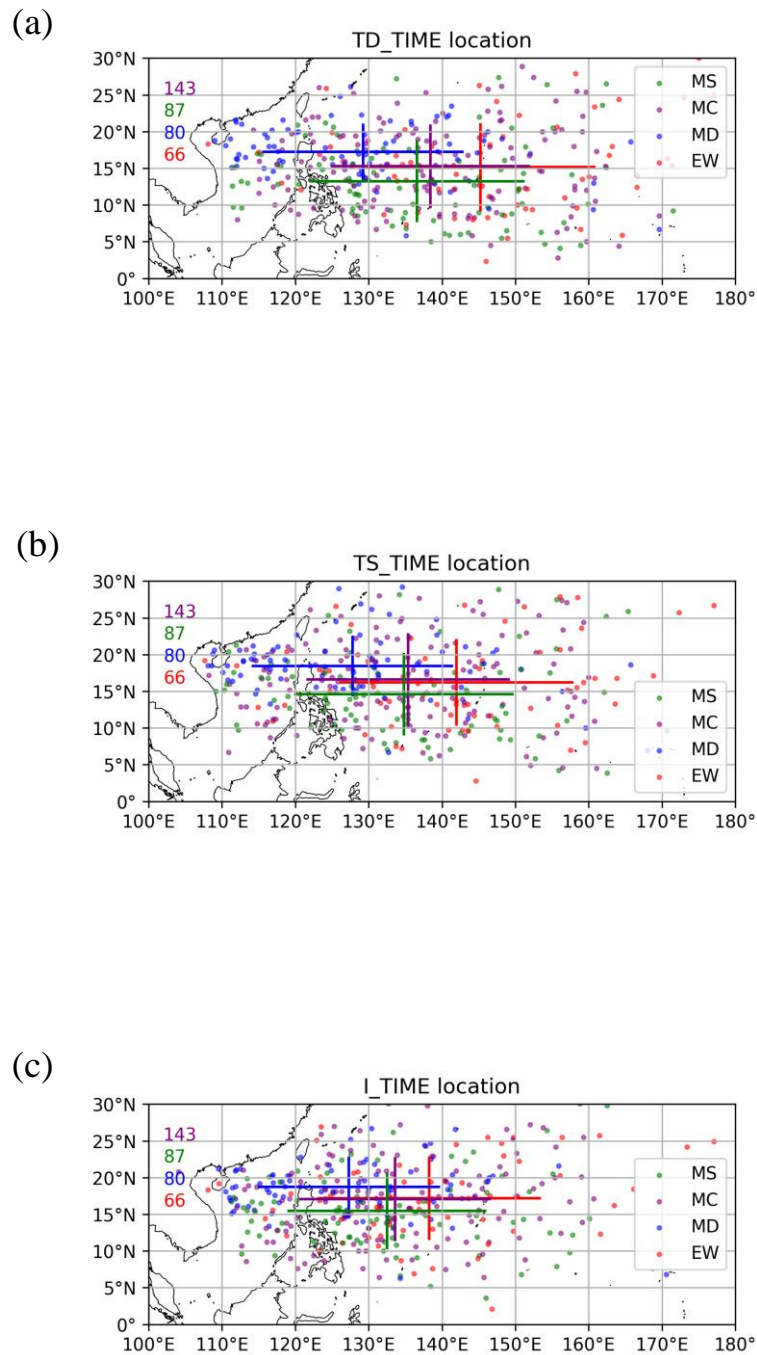 (a)
TD_TIME location
30°N
25°N
20°N
15°N
10°N
5°N
0°
143
87
80
66
MS
MC
MD
EW
100°E 110°E 120°E 130°E 140°E 150°E 160°E 170°E 180°
(b)
TS_TIME location
30°N
25°N
20°N
15°N
10°N
5°N
0°
143
87
80
66
MS
MC
MD
EW
100°E 110°E 120°E 130°E 140°E 150°E 160°E 170°E 180°
(c)
I_TIME location
30°N
25°N
20°N
15°N
10°N
5°N
0°
143
87
80
66
MS
MC
MD
EW
100°E 110°E 120°E 130°E 140°E 150°E 160°E 170°E 180°